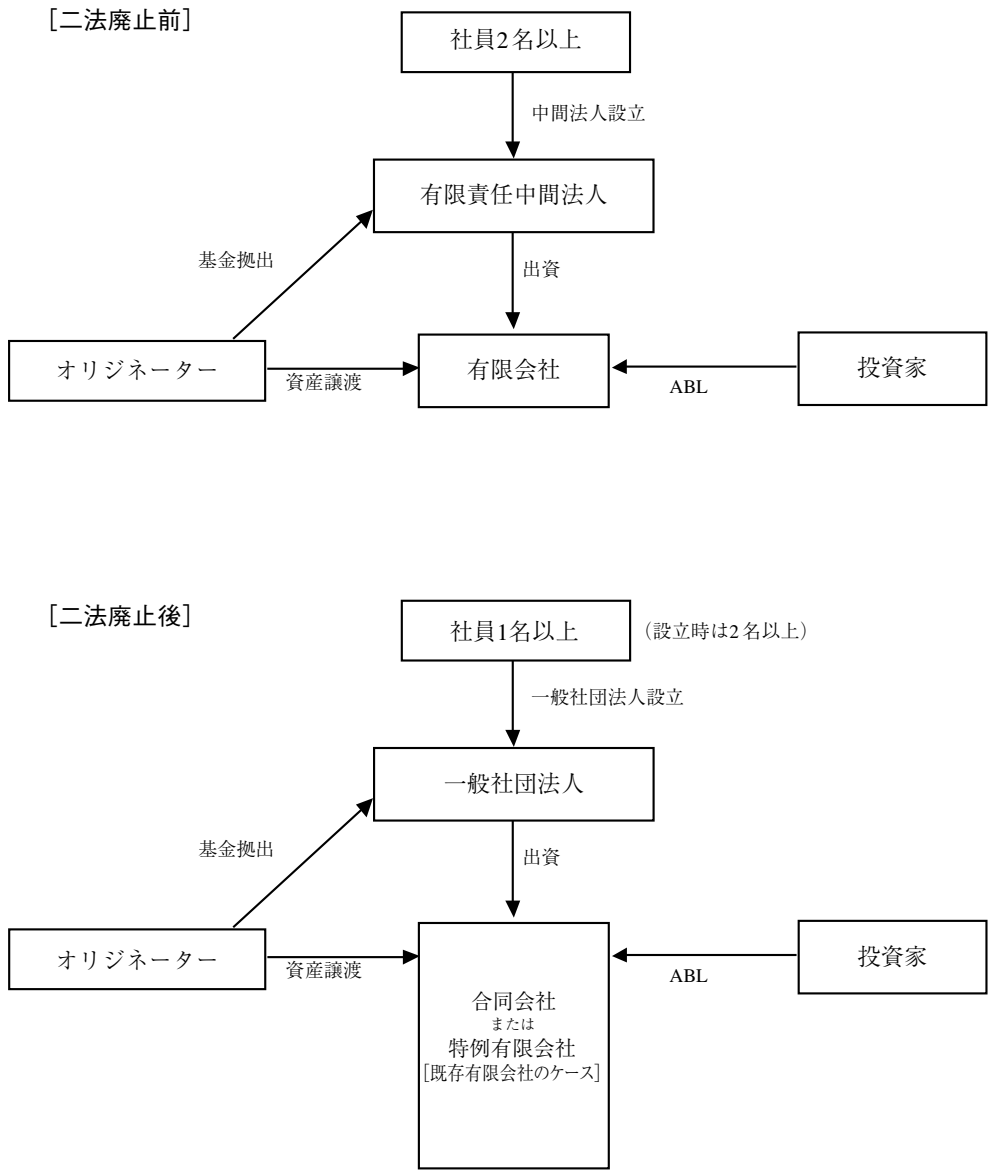 ［二法廃止前］
社員2名以上
中間法人設立
有限責任中間法人
基金拠出
出資
オリジネーター
資産譲渡
有限会社
ABL
投資家
［二法廃止後］
社員1名以上
（設立時は2名以上）
一般社団法人設立
一般社団法人
基金拠出
出資
オリジネーター
資産譲渡
合同会社
または
特例有限会社
［既存有限会社のケース］
ABL
投資家